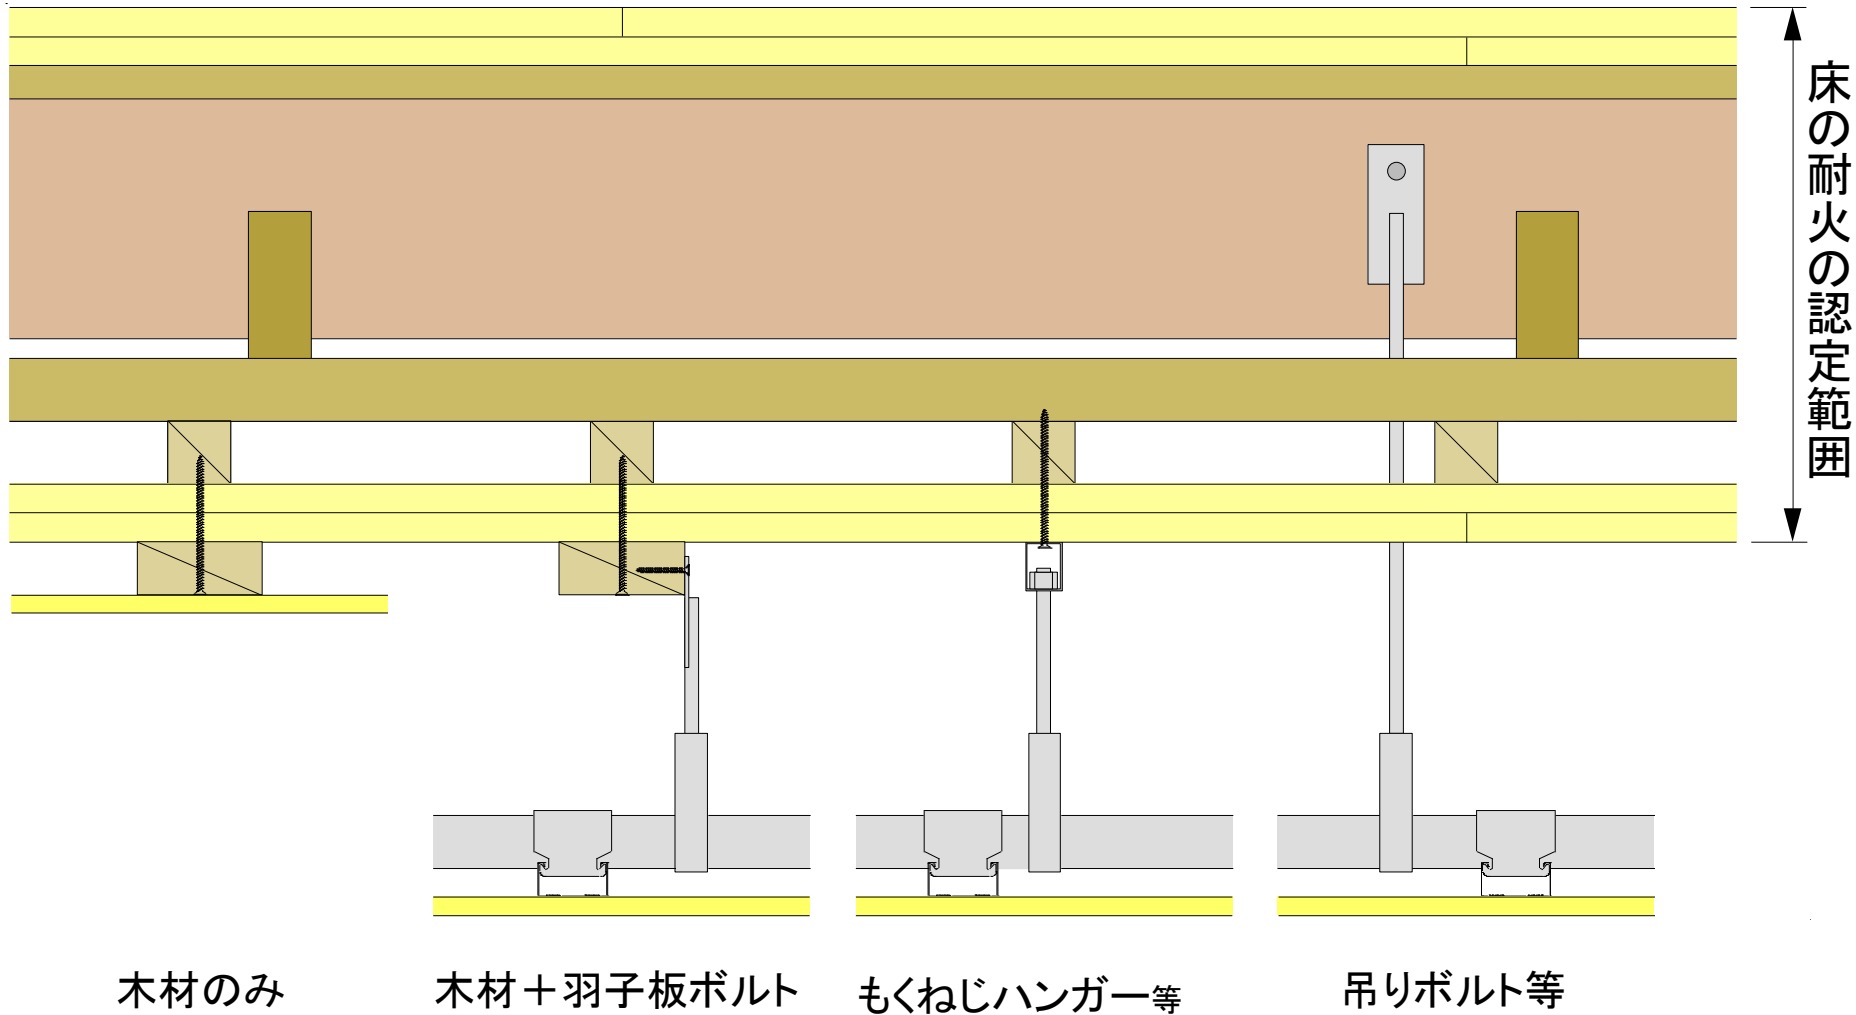 床の耐火の認定範囲
木材のみ
木材＋羽子板ボルト
もくねじハンガー等
吊りボルト等